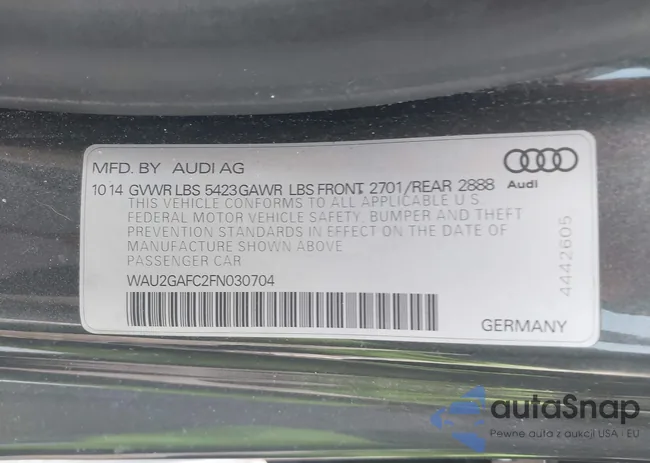 MFD. BY AUDI AG
10 14 GVWR LBS 5423 GAWR LBS FRONT 2701/REAR 2888
THIS VEHICLE CONFORMS TO ALL APPLICABLE U.S.
FEDERAL MOTOR VEHICLE SAFETY, BUMPER AND THEFT
PREVENTION STANDARDS IN EFFECT ON THE DATE OF
MANUFACTURE SHOWN ABOVE
PASSENGER CAR
WAU2GAFC2FN030704
Audi
4442605
GERMANY
autaSnap
Pewne auta z aukcji USA · EU